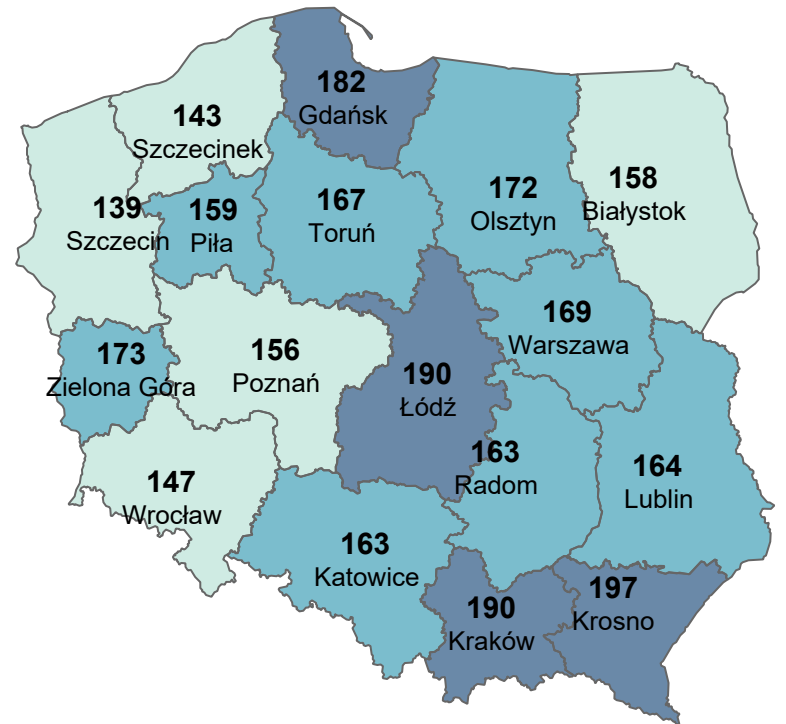 182
Gdańsk
143
Szczecinek
158
Białystok
172
Olsztyn
167
Toruń
159
Piła
139
Szczecin
169
Warszawa
173
Zielona Góra
156
Poznań
190
Łódź
163
Radom
164
Lublin
147
Wrocław
163
Katowice
197
Krosno
190
Kraków